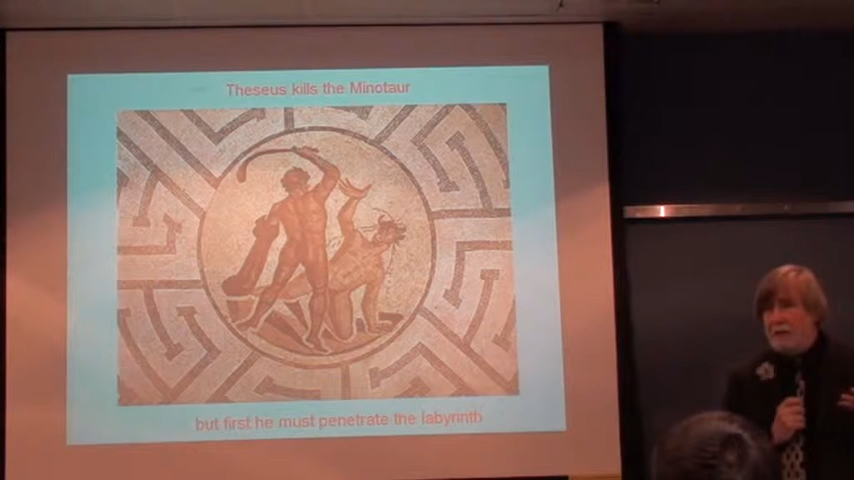 Theseus kills the Minotaur
but first he must penetrate the labyrinth